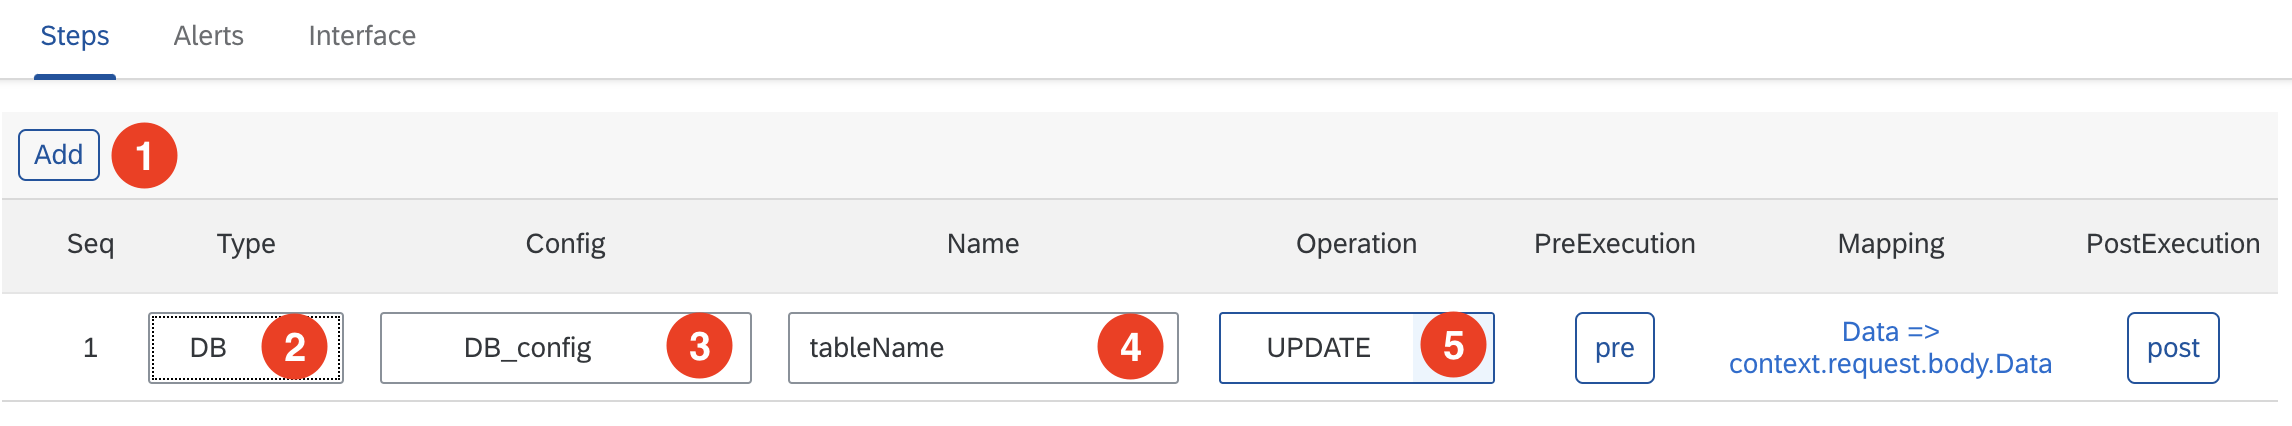 Steps Alerts Interface
Add 1
Seq Type Config Name Operation PreExecution Mapping PostExecution
1 DB 2 DB_config 3 tableName 4 UPDATE 5 pre Data => post
context.request.body.Data